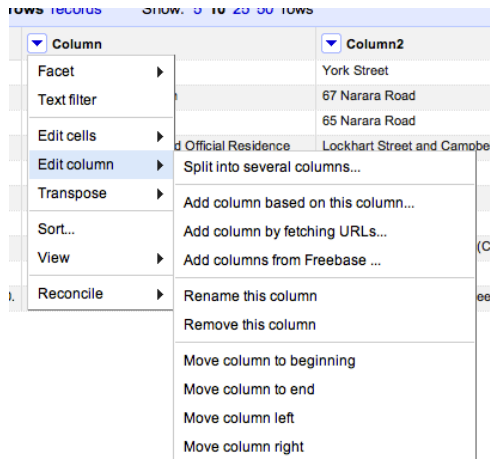 rows records Show: 5 10 25 50 rows
Column Column2
Facet York Street
Text filter 67 Narara Road
65 Narara Road
Edit cells d Official Residence Lockhart Street and Campbe
Edit column Split into several columns...
Transpose Add column based on this column...
Sort... Add column by fetching URLs...
View Add columns from Freebase ... (C
Reconcile Rename this column ee
Remove this column
Move column to beginning
Move column to end
Move column left
Move column right